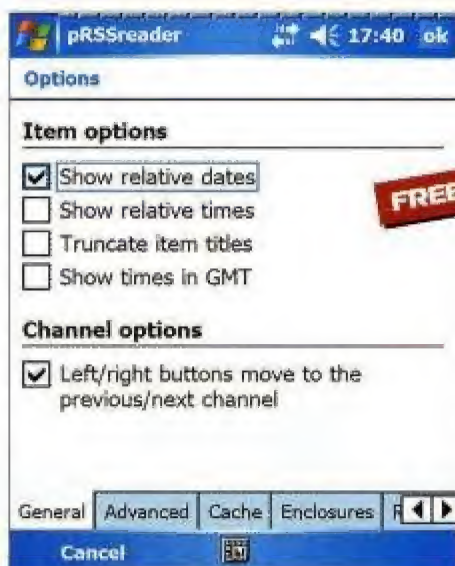 pRSSreader 17:40 ok
Options
Item options
Show relative dates
Show relative times
FREE
Truncate item titles
Show times in GMT
Channel options
Left/right buttons move to the
previous/next channel
General Advanced Cache Enclosures
Cancel